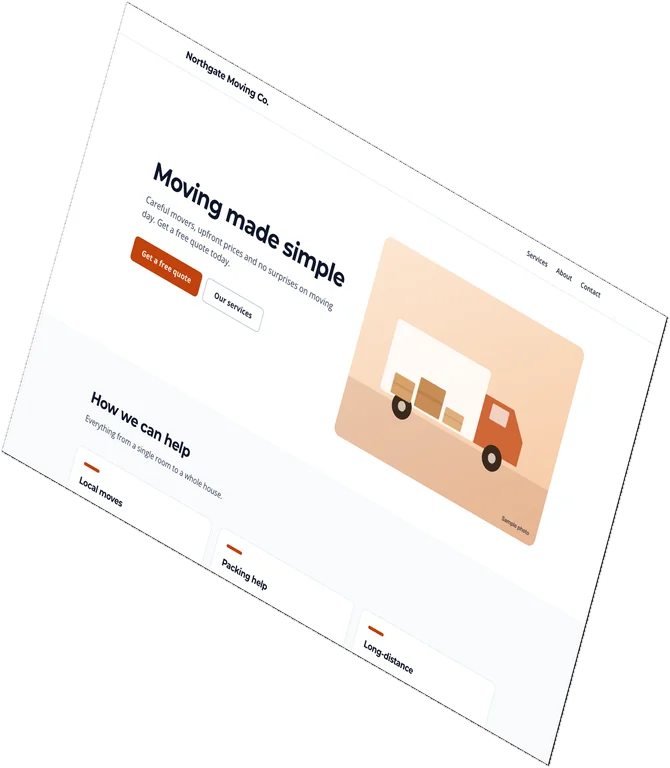 Northgate Moving Co.
Services
About
Contact
Moving made simple
Careful movers, upfront prices and no surprises on moving
day. Get a free quote today.
Get a free quote
Our services
Sample photo
How we can help
Everything from a single room to a whole house.
Local moves
Packing help
Long-distance